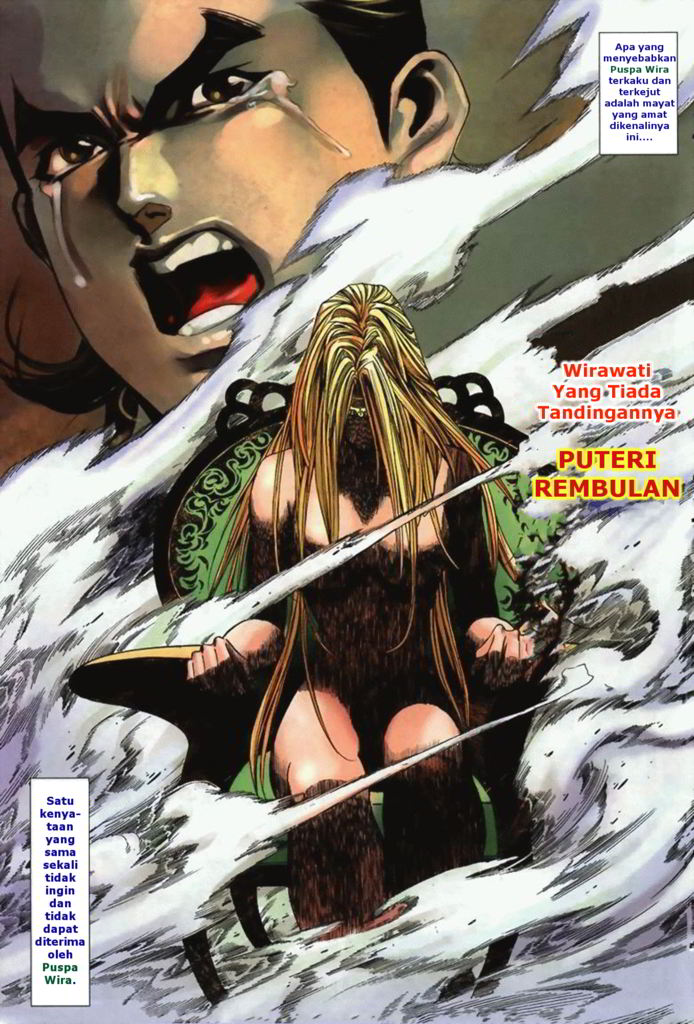 Apa yang
menyebabkan
Puspa Wira
terkaku dan
terkejut
adalah mayat
yang amat
dikenalinya
ini....
Wirawati
Yang Tiada
Tandingannya
PUTERI
REMBULAN
Satu
kenya-
taan
yang
sama
sekali
tidak
ingin
dan
tidak
dapat
diterima
oleh
Puspa
Wira.